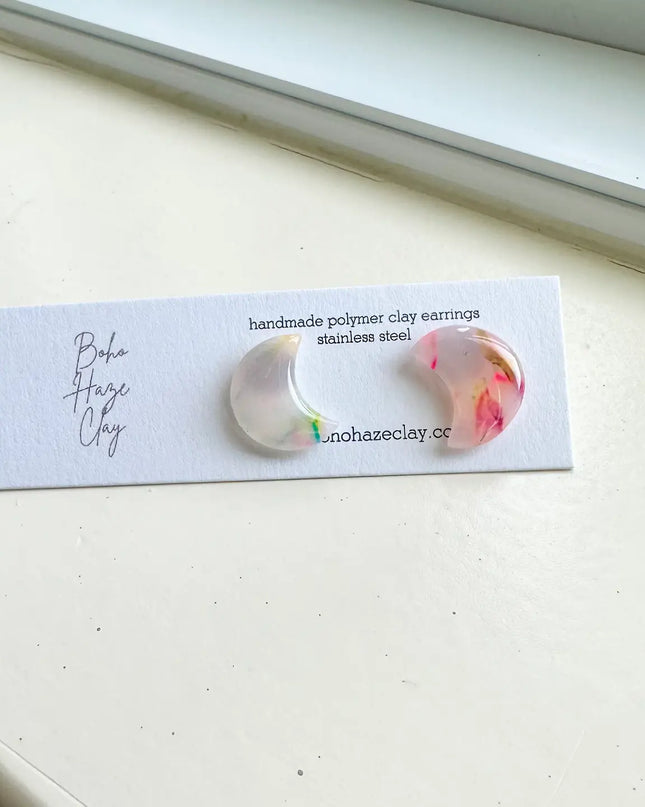 Boho
Haze
Clay
handmade polymer clay earrings
stainless steel